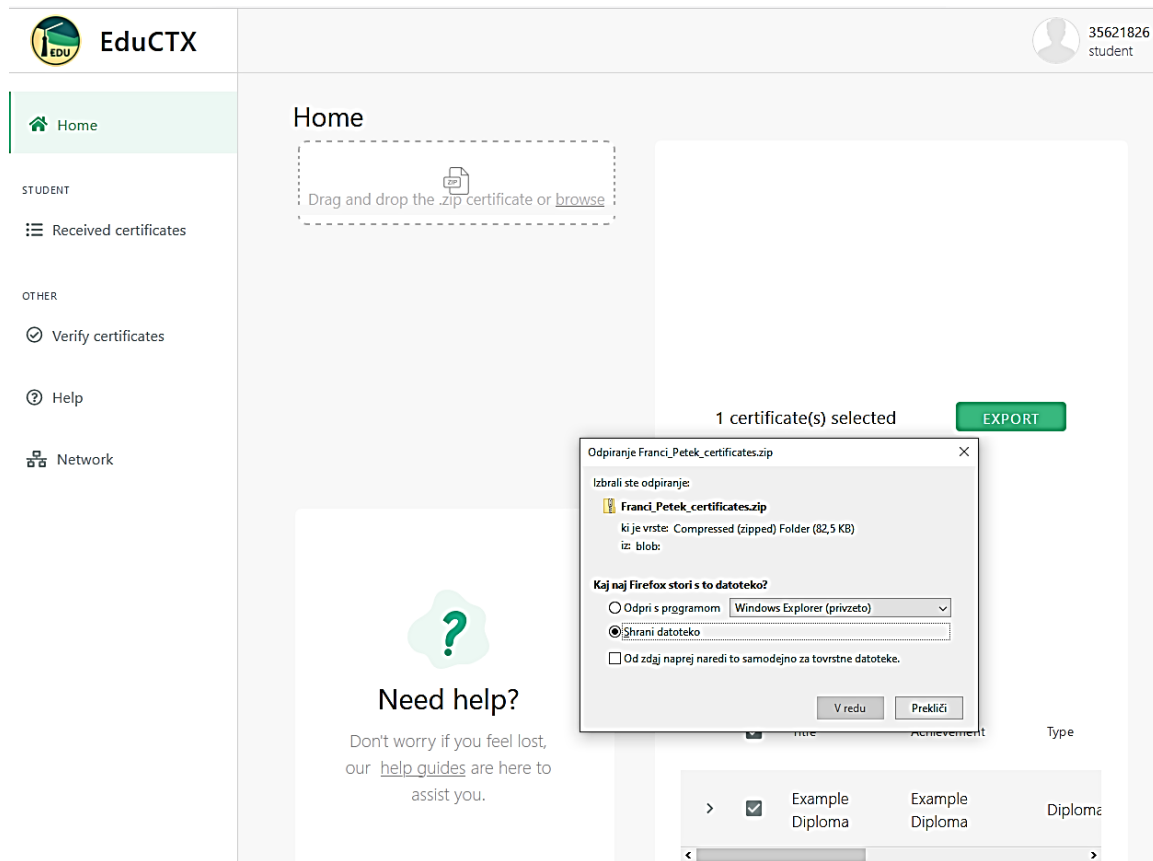 EDU
EduCTX
35621826
student
Home
STUDENT
Received certificates
OTHER
Verify certificates
Help
Network
Home
ZIP
Drag and drop the .zip certificate or browse
1 certificate(s) selected
EXPORT
Odpiranje Franci_Petek_certificates.zip
Izbrali ste odpiranje:
Franci_Petek_certificates.zip
ki je vrste: Compressed (zipped) Folder (82,5 KB)
iz: blob:
Kaj naj Firefox stori s to datoteko?
Odpri s programom Windows Explorer (privzeto)
Shrani datoteko
Od zdaj naprej naredi to samodejno za tovrstne datoteke.
V redu
Prekliči
?
Need help?
Don't worry if you feel lost,
our help guides are here to
assist you.
Title
Achievement
Type
Example
Diploma
Example
Diploma
Diploma